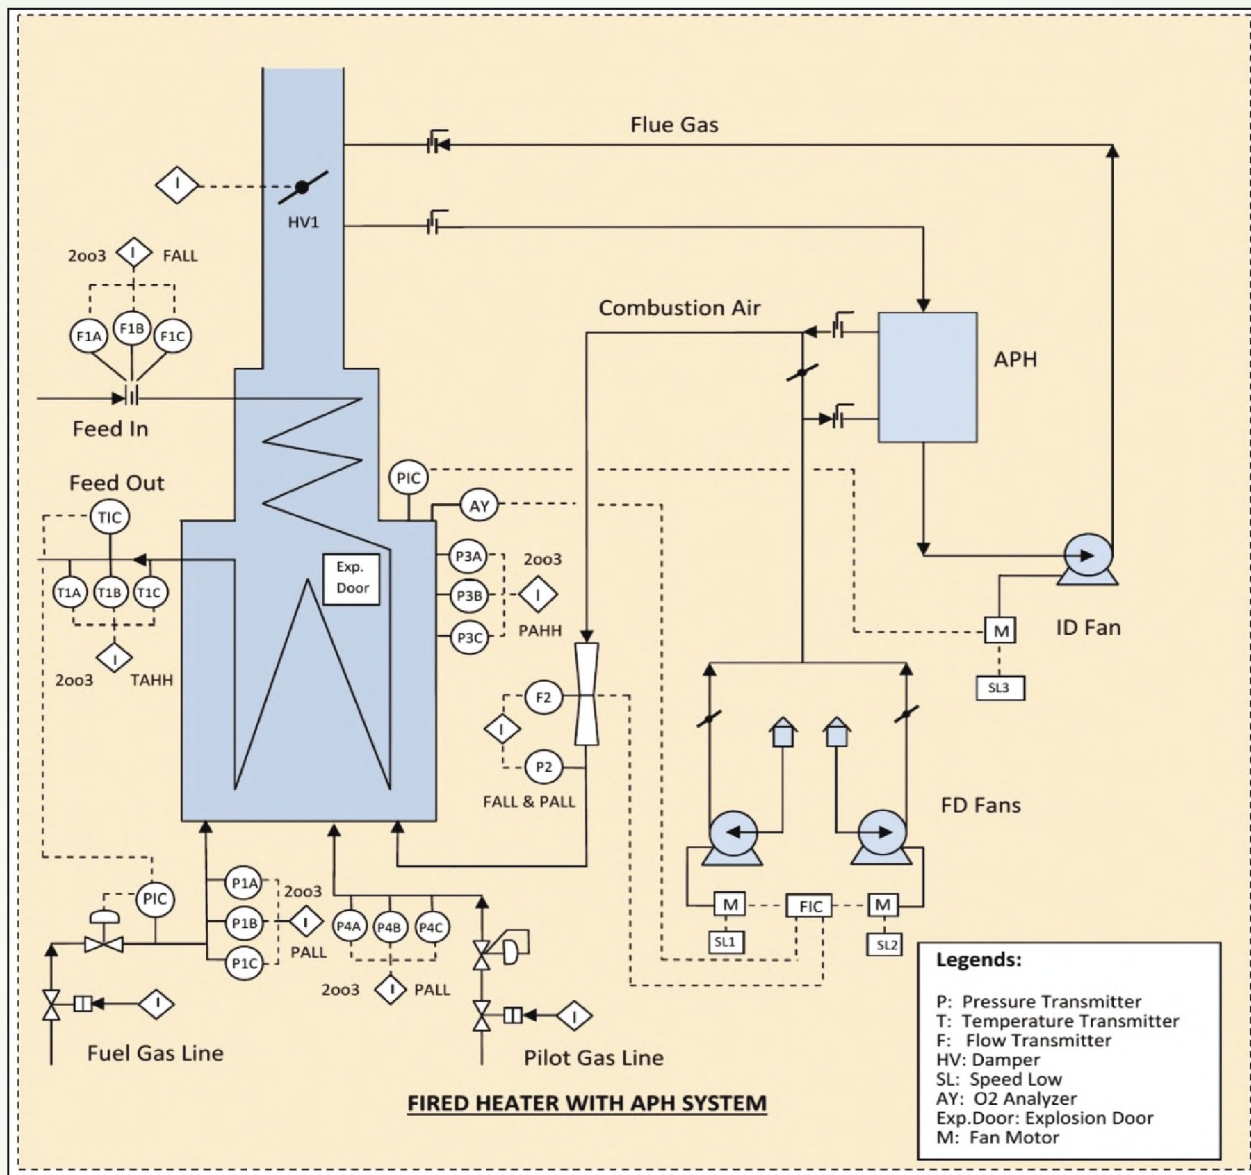 Flue Gas
I
HV1
2oo3
I
FALL
F1A
F1B
F1C
Combustion Air
APH
Feed In
Feed Out
PIC
TIC
AY
Exp.
Door
P3A
P3B
P3C
2oo3
I
PAHH
T1A
T1B
T1C
2oo3
I
TAHH
ID Fan
M
SL3
F2
I
P2
FALL & PALL
FD Fans
PIC
P1A
P1B
P1C
2oo3
I
PALL
P4A
P4B
P4C
2oo3
I
PALL
M
FIC
M
SL1
SL2
I
Fuel Gas Line
I
Pilot Gas Line
FIRED HEATER WITH APH SYSTEM
Legends:
P: Pressure Transmitter
T: Temperature Transmitter
F: Flow Transmitter
HV: Damper
SL: Speed Low
AY: O2 Analyzer
Exp.Door: Explosion Door
M: Fan Motor